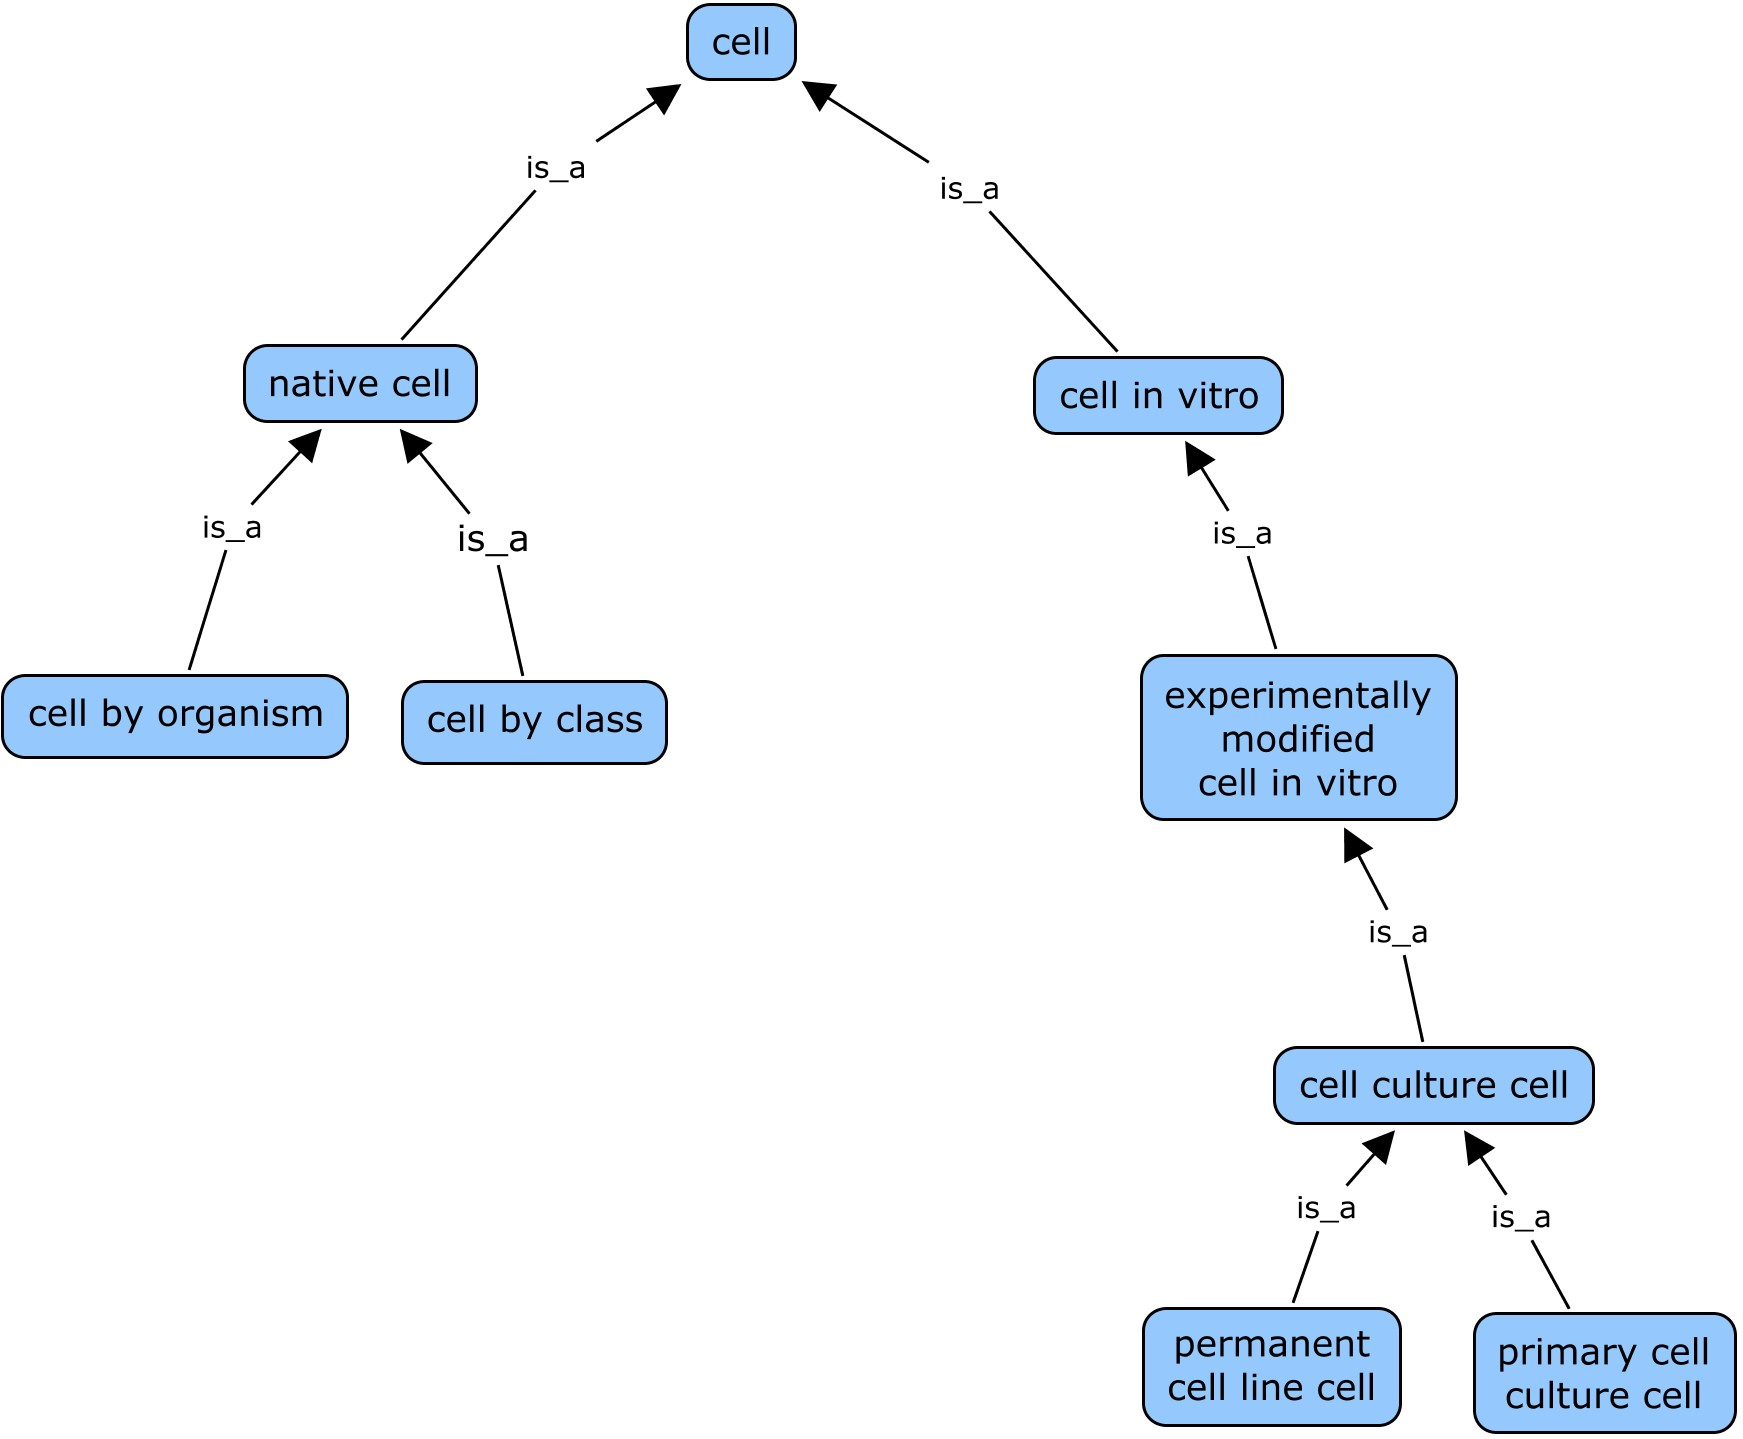 cell
is_a
is_a
native cell
cell in vitro
is_a
is_a
is_a
cell by organism
cell by class
experimentally
modified
cell in vitro
is_a
cell culture cell
is_a
is_a
permanent
cell line cell
primary cell
culture cell